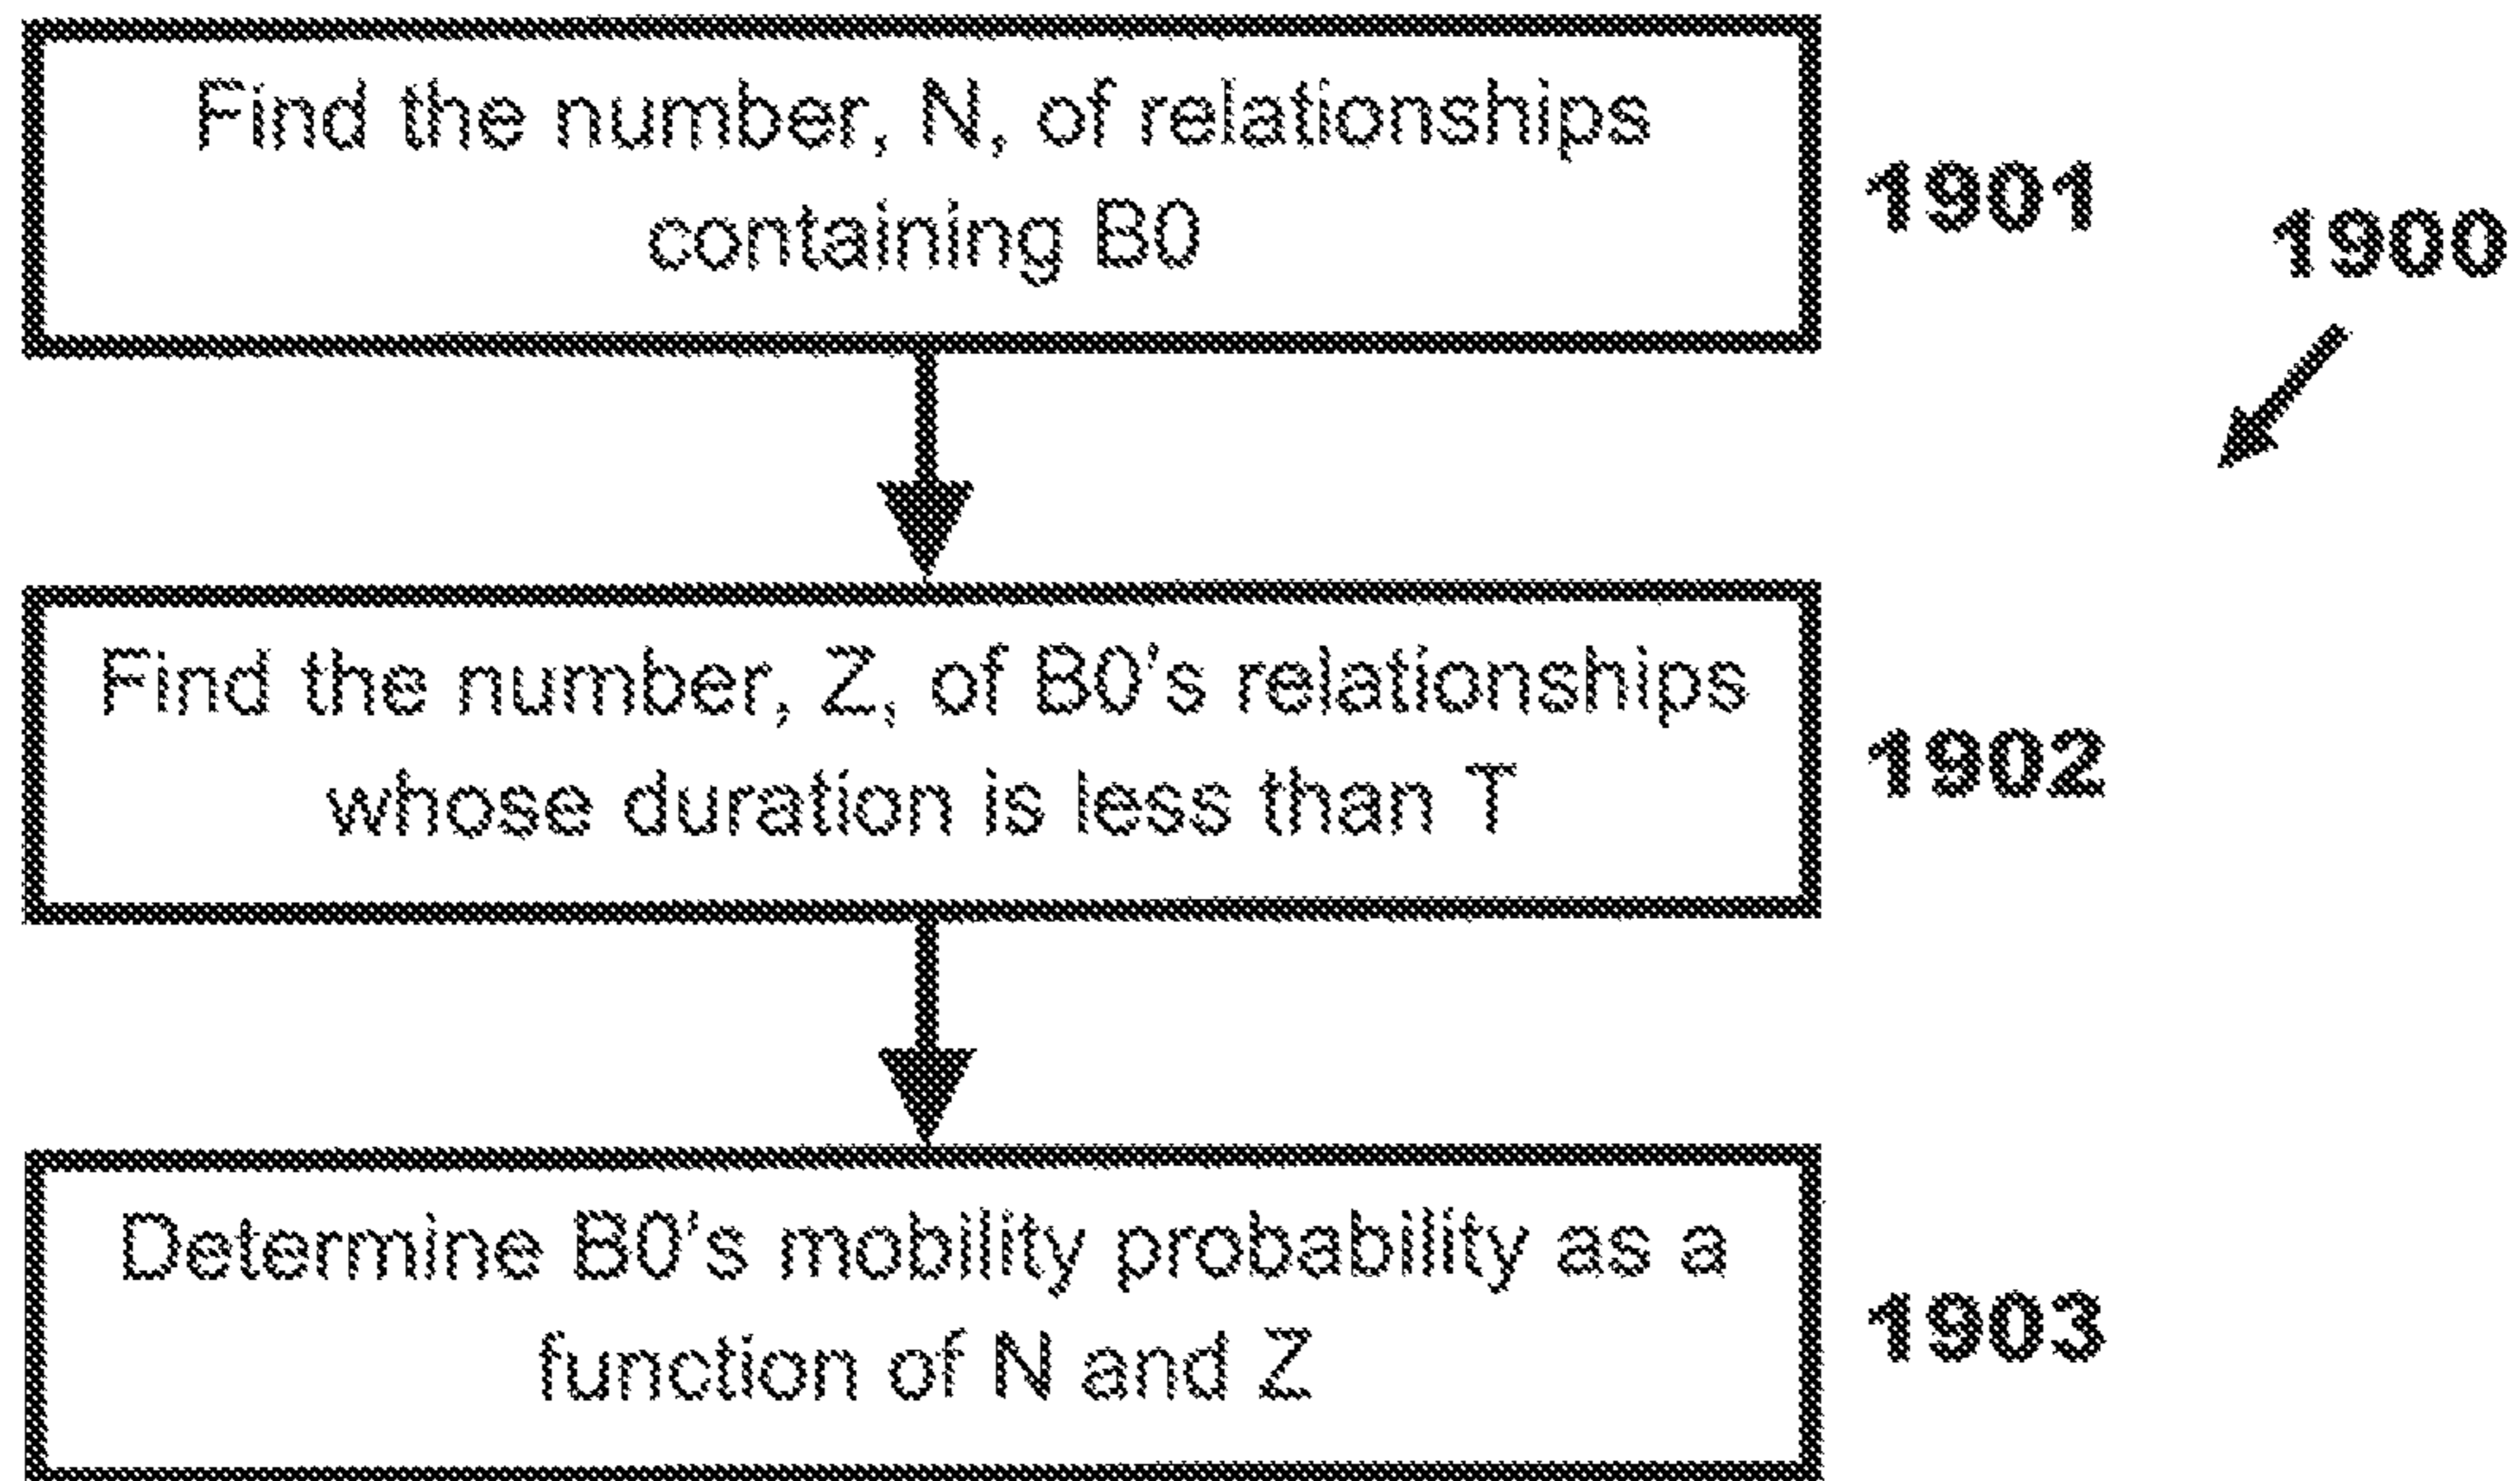 Find the number, N, of relationships
containing B0
1901
1900
Find the number, Z, of B0's relationships
whose duration is less than T
1902
Determine B0's mobility probability as a
function of N and Z
1903